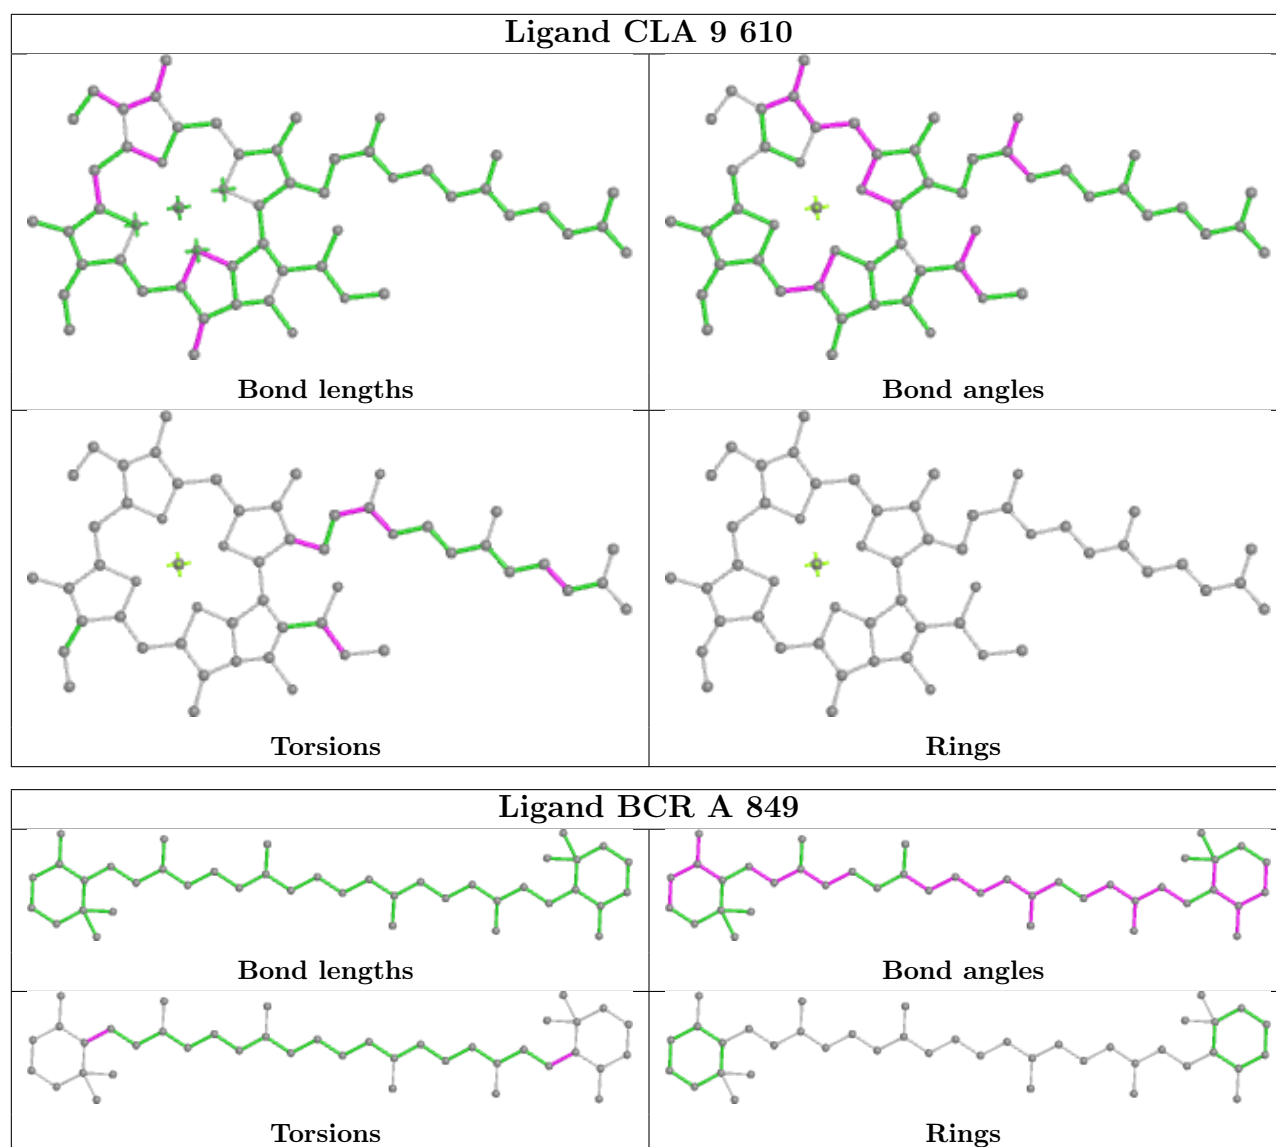 Ligand CLA 9 610
Bond lengths
Bond angles
Torsions
Rings
Ligand BCR A 849
Bond lengths
Bond angles
Torsions
Rings